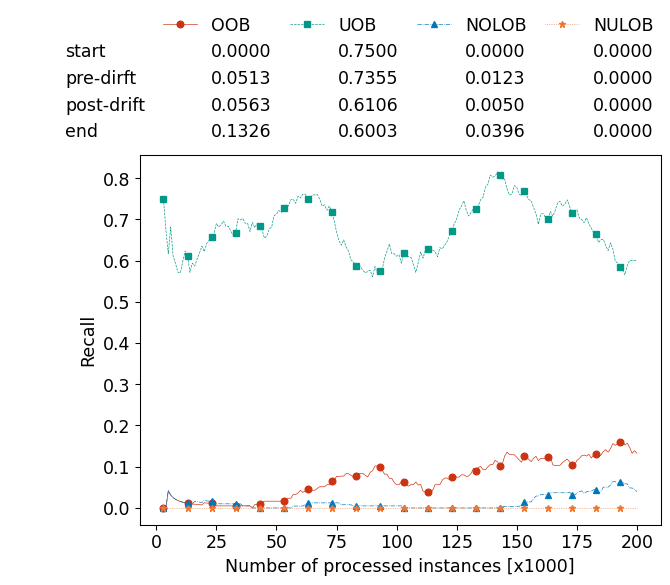 OOB UOB NOLOB NULOB
start 0.0000 0.7500 0.0000 0.0000
pre-dirft 0.0513 0.7355 0.0123 0.0000
post-drift 0.0563 0.6106 0.0050 0.0000
end 0.1326 0.6003 0.0396 0.0000
0.8
0.7
0.6
0.5
0.4
0.3
0.2
0.1
0.0
Recall
0 25 50 75 100 125 150 175 200
Number of processed instances [x1000]